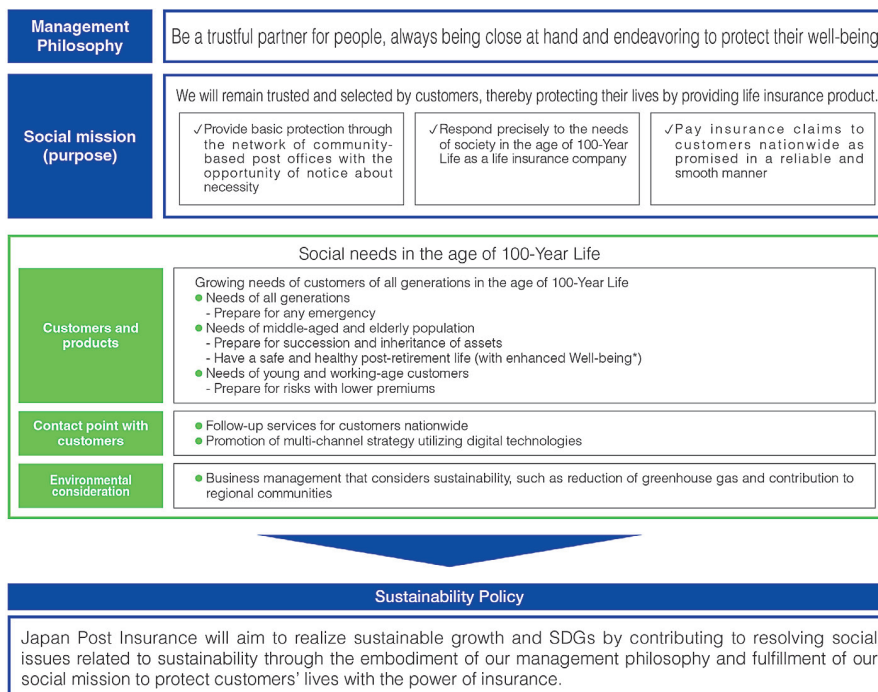 Management
Philosophy
Be a trustful partner for people, always being close at hand and endeavoring to protect their well-being
Social mission
(purpose)
We will remain trusted and selected by customers, thereby protecting their lives by providing life insurance product.
✓Provide basic protection through
the network of community-
based post offices with the
opportunity of notice about
necessity
✓Respond precisely to the needs
of society in the age of 100-Year
Life as a life insurance company
✓Pay insurance claims to
customers nationwide as
promised in a reliable and
smooth manner
Social needs in the age of 100-Year Life
Customers and
products
Growing needs of customers of all generations in the age of 100-Year Life
● Needs of all generations
- Prepare for any emergency
● Needs of middle-aged and elderly population
- Prepare for succession and inheritance of assets
- Have a safe and healthy post-retirement life (with enhanced Well-being*)
● Needs of young and working-age customers
- Prepare for risks with lower premiums
Contact point with
customers
● Follow-up services for customers nationwide
● Promotion of multi-channel strategy utilizing digital technologies
Environmental
consideration
● Business management that considers sustainability, such as reduction of greenhouse gas and contribution to
regional communities
Sustainability Policy
Japan Post Insurance will aim to realize sustainable growth and SDGs by contributing to resolving social
issues related to sustainability through the embodiment of our management philosophy and fulfillment of our
social mission to protect customers' lives with the power of insurance.